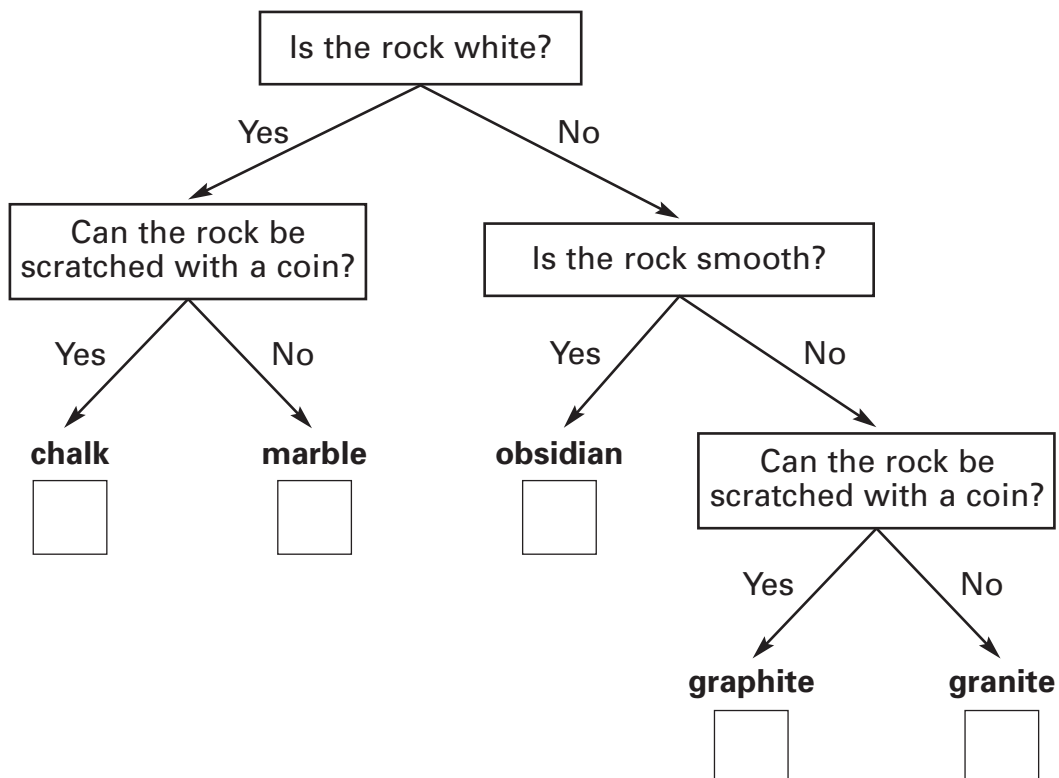 Is the rock white?
Yes
No
Can the rock be
scratched with a coin?
Is the rock smooth?
Yes
No
Yes
No
chalk
marble
obsidian
Can the rock be
scratched with a coin?
Yes
No
graphite
granite